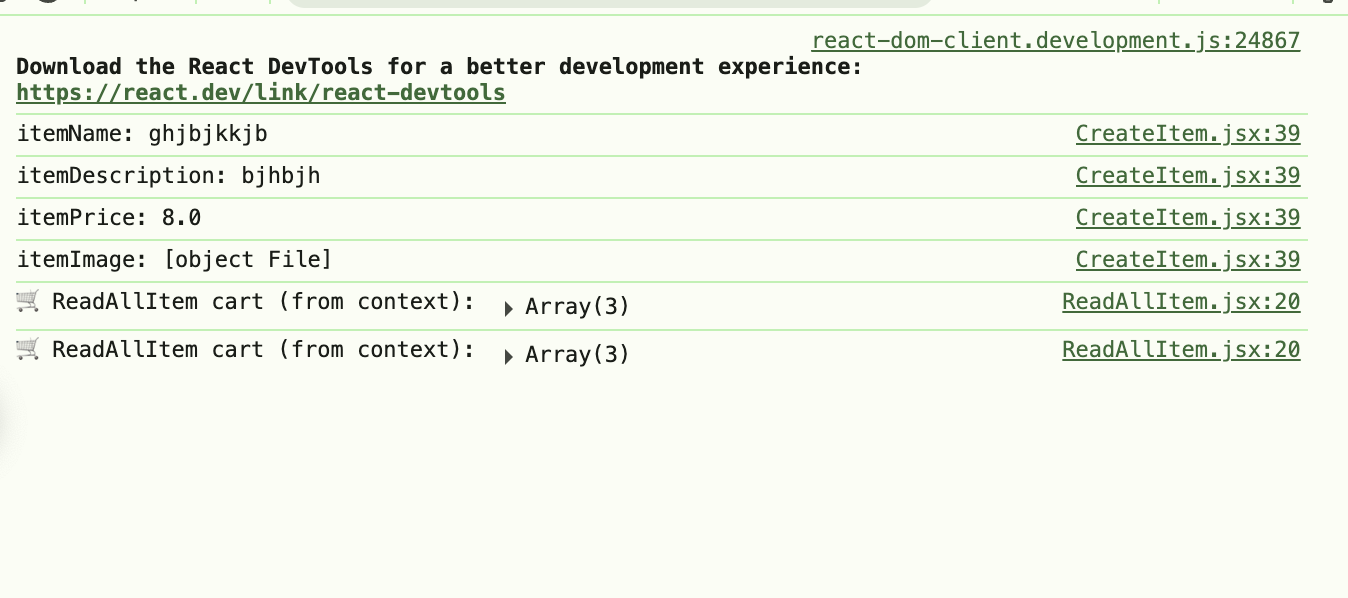 react-dom-client.development.js:24867
Download the React DevTools for a better development experience:
https://react.dev/link/react-devtools
itemName: ghjbjkkjb CreateItem.jsx:39
itemDescription: bjhbjh CreateItem.jsx:39
itemPrice: 8.0 CreateItem.jsx:39
itemImage: [object File] CreateItem.jsx:39
🛒 ReadAllItem cart (from context): ▶ Array(3) ReadAllItem.jsx:20
🛒 ReadAllItem cart (from context): ▶ Array(3) ReadAllItem.jsx:20